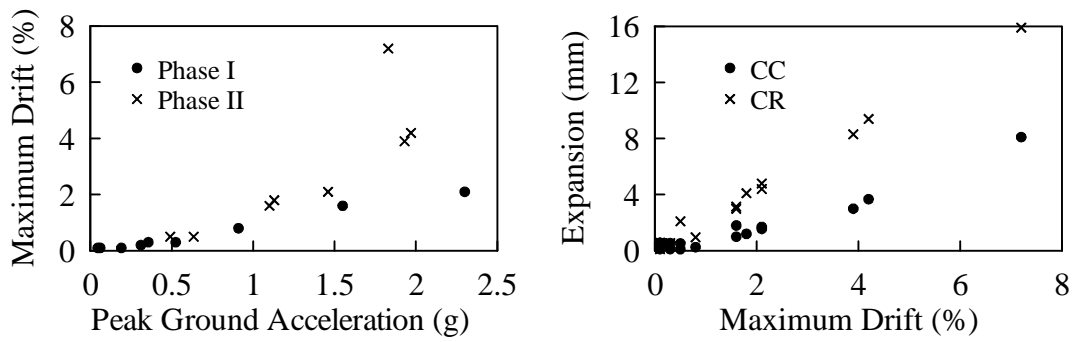 Maximum Drift (%)
8
6
4
2
0
Phase I
Phase II
0 0.5 1 1.5 2 2.5
Peak Ground Acceleration (g)
Expansion (mm)
16
12
8
4
0
CC
CR
0 2 4 6 8
Maximum Drift (%)